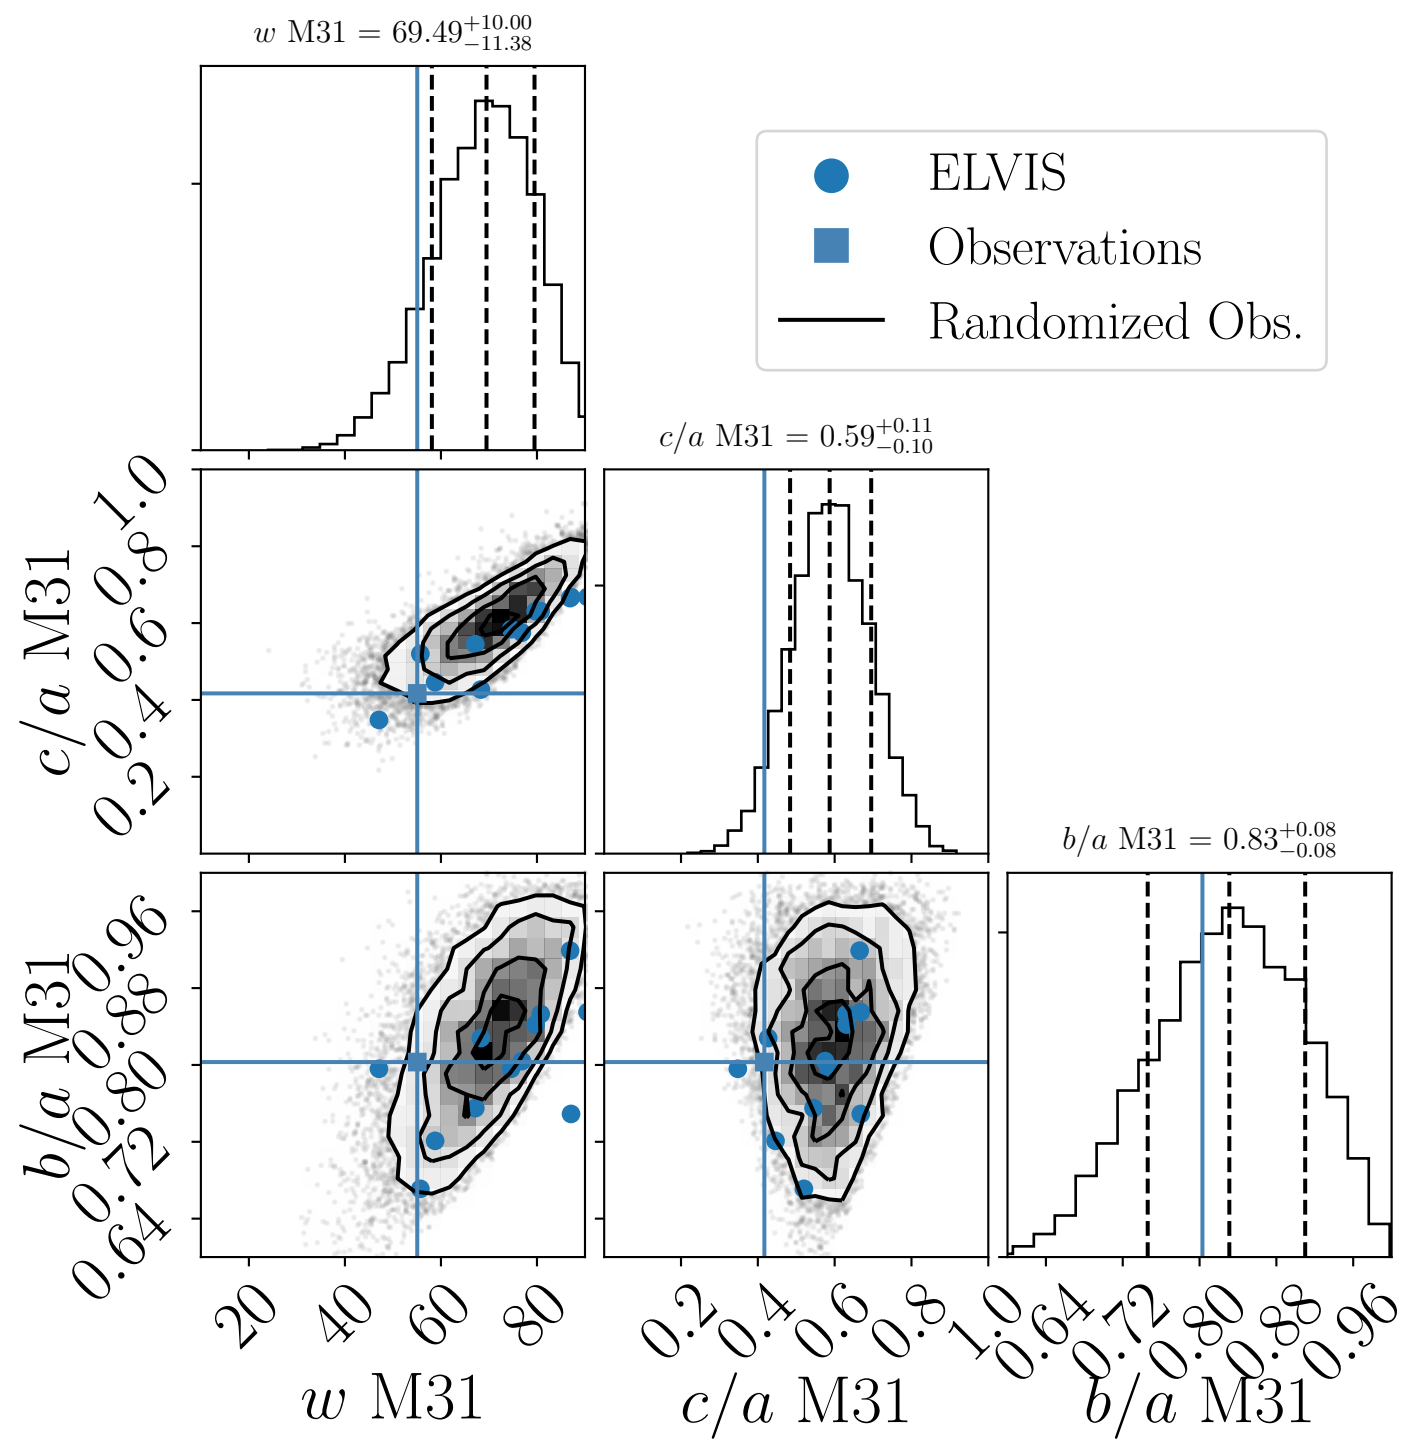 w M31 = 69.49+10.00−11.38
ELVIS
Observations
Randomized Obs.
c/a M31 = 0.59+0.11−0.10
c/a M31
1.0
0.8
0.6
0.4
0.2
b/a M31 = 0.83+0.08−0.08
b/a M31
0.96
0.88
0.80
0.72
0.64
20 40 60 80
0.2 0.4 0.6 0.8 1.0
0.64 0.72 0.80 0.88 0.96
w M31
c/a M31
b/a M31